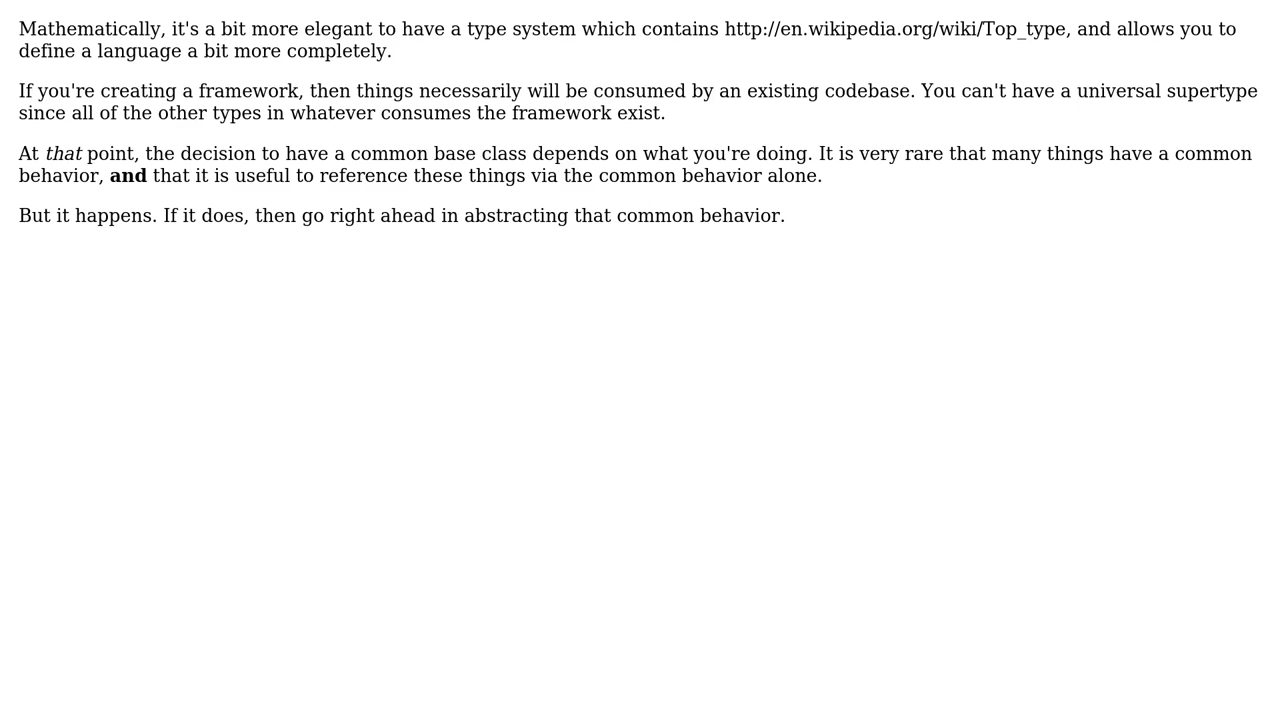 Mathematically, it's a bit more elegant to have a type system which contains http://en.wikipedia.org/wiki/Top_type, and allows you to
define a language a bit more completely.
If you're creating a framework, then things necessarily will be consumed by an existing codebase. You can't have a universal supertype
since all of the other types in whatever consumes the framework exist.
At that point, the decision to have a common base class depends on what you're doing. It is very rare that many things have a common
behavior, and that it is useful to reference these things via the common behavior alone.
But it happens. If it does, then go right ahead in abstracting that common behavior.